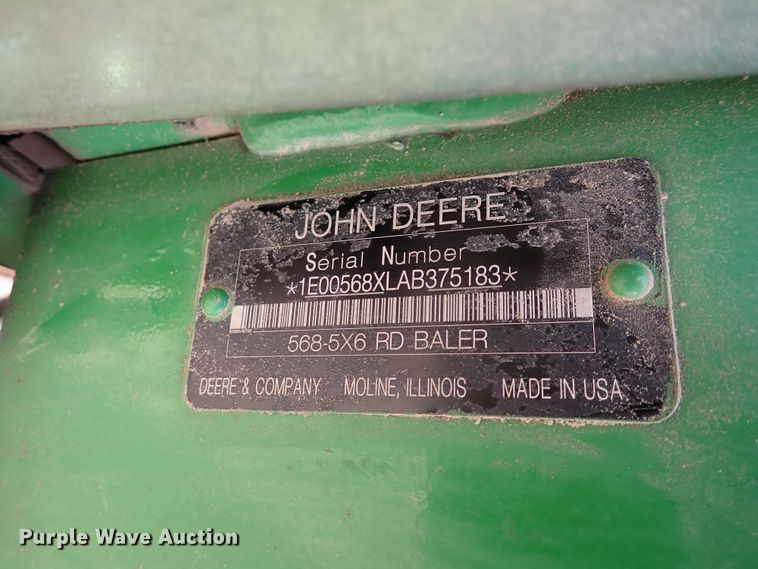 JOHN DEERE
Serial Number
*1E00568XLAB375183*
568-5X6 RD BALER
DEERE & COMPANY MOLINE, ILLINOIS MADE IN USA
Purple Wave Auction